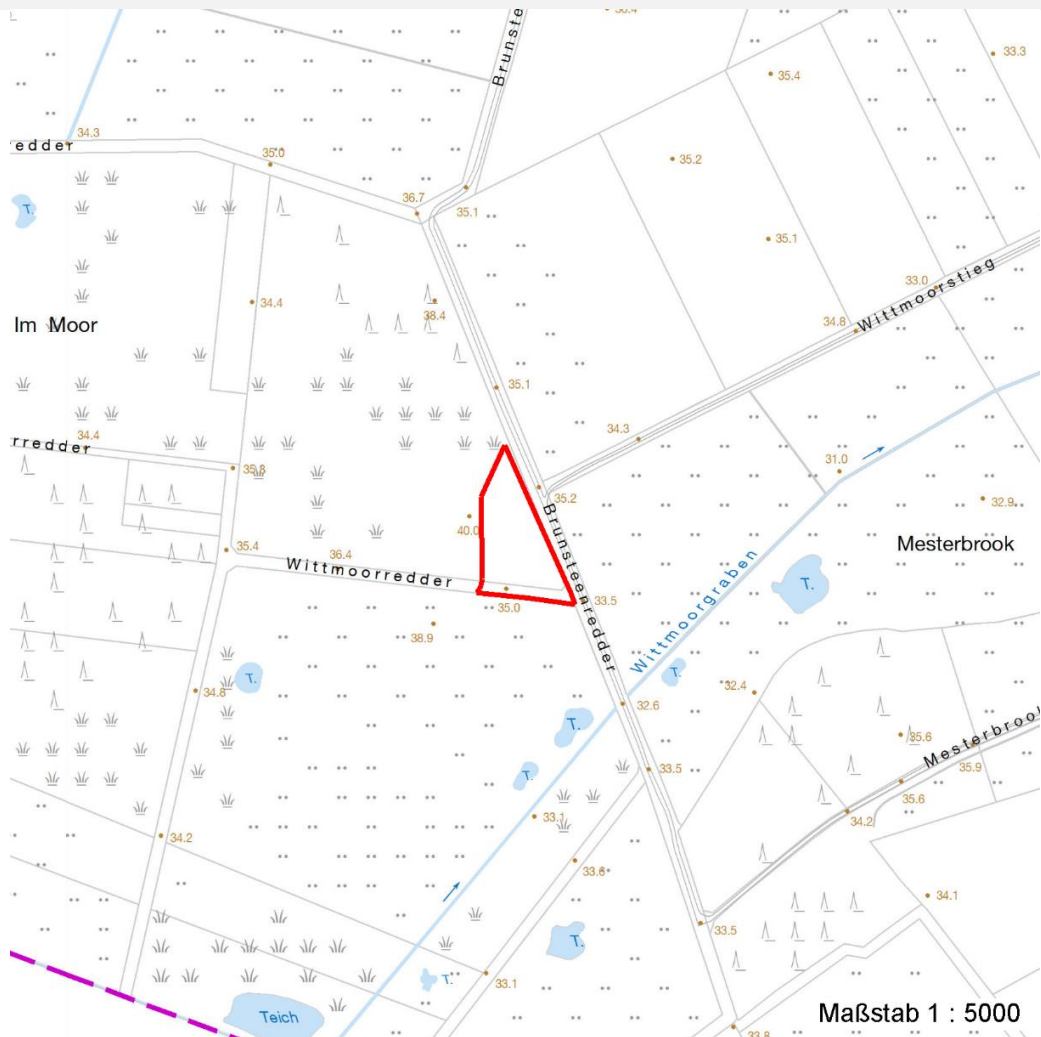 Brunste
33.3
35.4
34.3
edder
35.0
35.2
T.
36.7
35.1
35.1
33.0
Wittmoorstieg
34.4
38.4
34.8
Im Moor
35.1
34.4
rredder
34.3
35.2
31.0
32.9
40.0
Brunsteenredder
35.4
36.4
Wittmoorredder
Mesterbrook
35.0
33.5
Wittmoorgraben
T.
38.9
T.
34.8
T.
32.4
32.6
T.
35.6
Mesterbrook
35.9
33.5
T.
35.6
33.1
34.2
34.2
33.6
34.1
33.5
T.
T.
33.1
Teich
Maßstab 1 : 5000
33.8